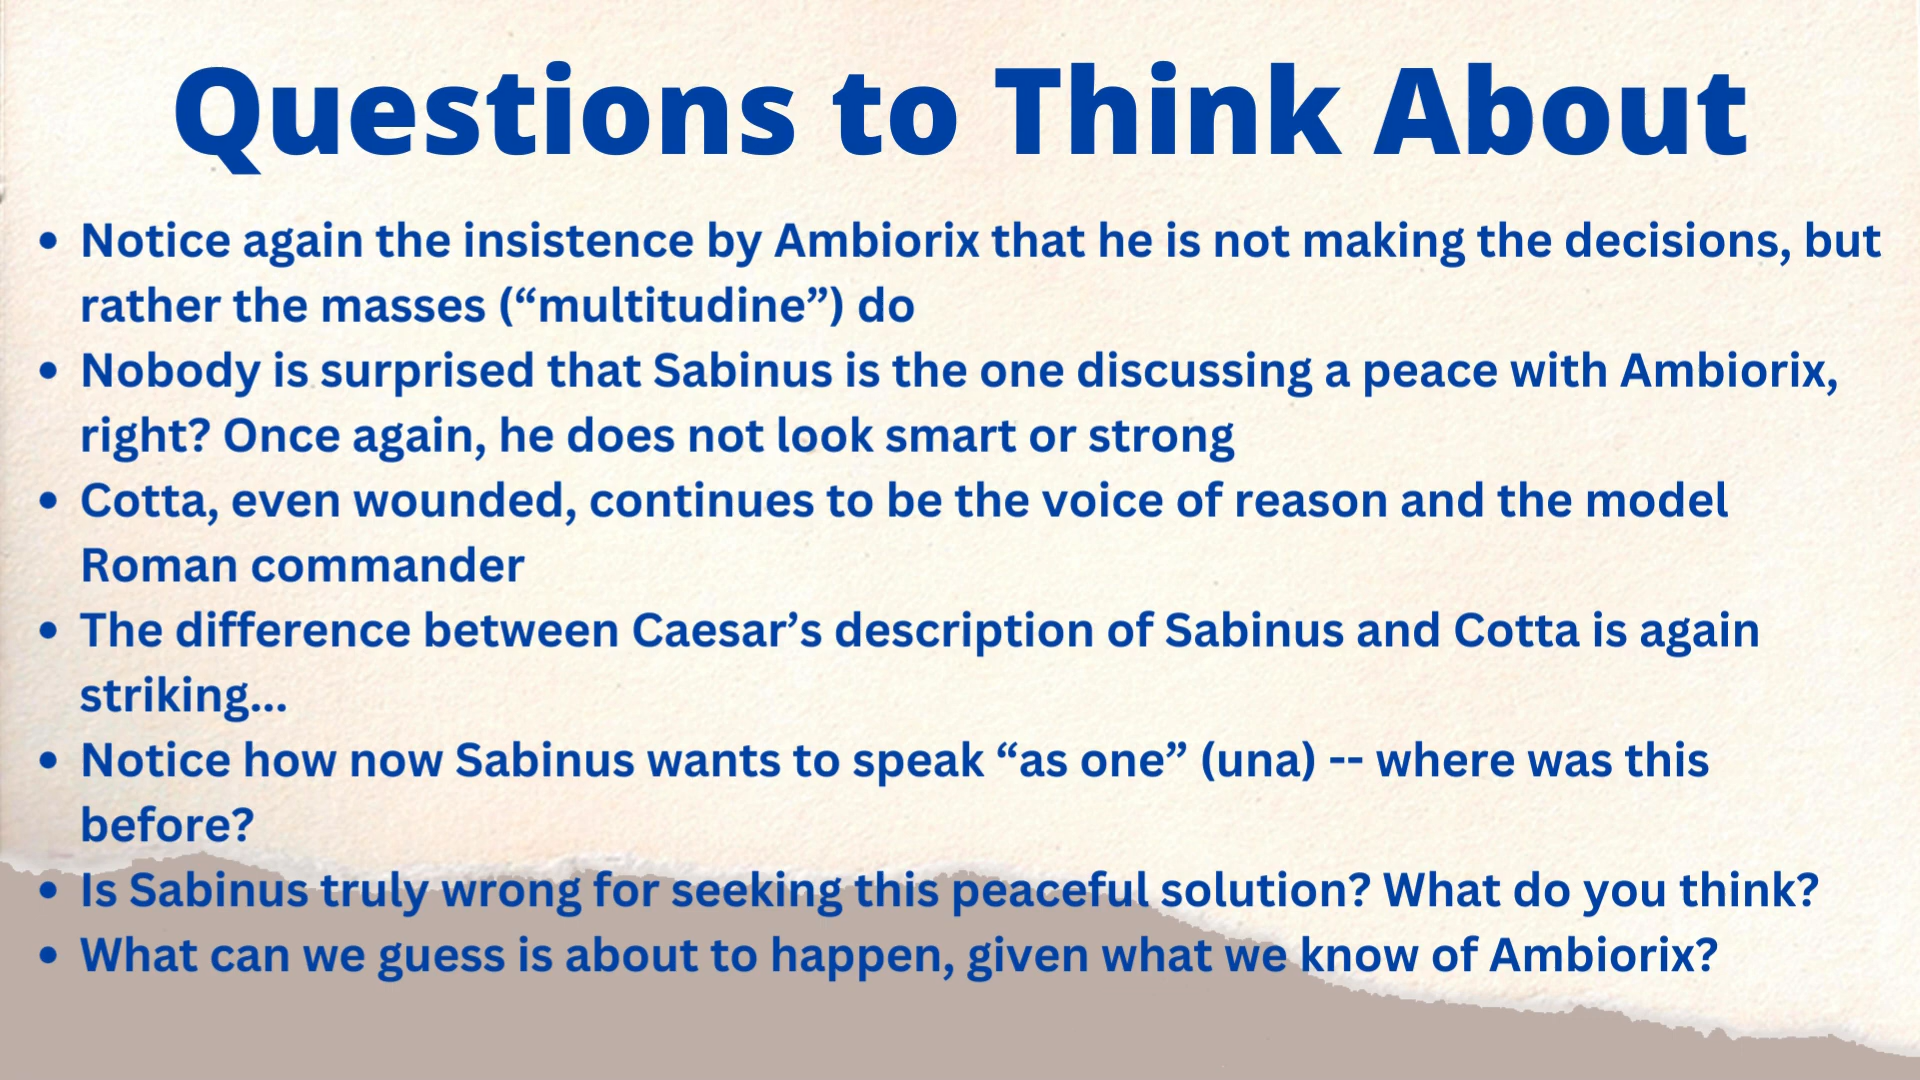 Questions to Think About
• Notice again the insistence by Ambiorix that he is not making the decisions, but
rather the masses (“multitudine”) do
• Nobody is surprised that Sabinus is the one discussing a peace with Ambiorix,
right? Once again, he does not look smart or strong
• Cotta, even wounded, continues to be the voice of reason and the model
Roman commander
• The difference between Caesar’s description of Sabinus and Cotta is again
striking...
• Notice how now Sabinus wants to speak “as one” (una) -- where was this
before?
• Is Sabinus truly wrong for seeking this peaceful solution? What do you think?
• What can we guess is about to happen, given what we know of Ambiorix?